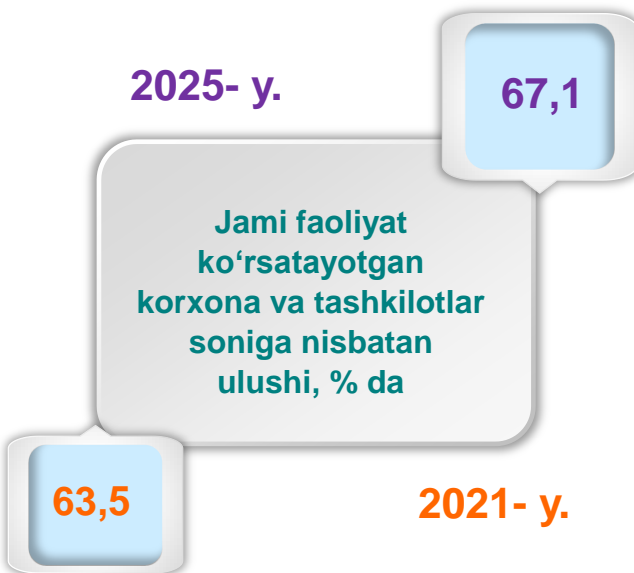 2025- y.
67,1
Jami faoliyat
ko‘rsatayotgan
korxona va tashkilotlar
soniga nisbatan
ulushi, % da
63,5
2021- y.